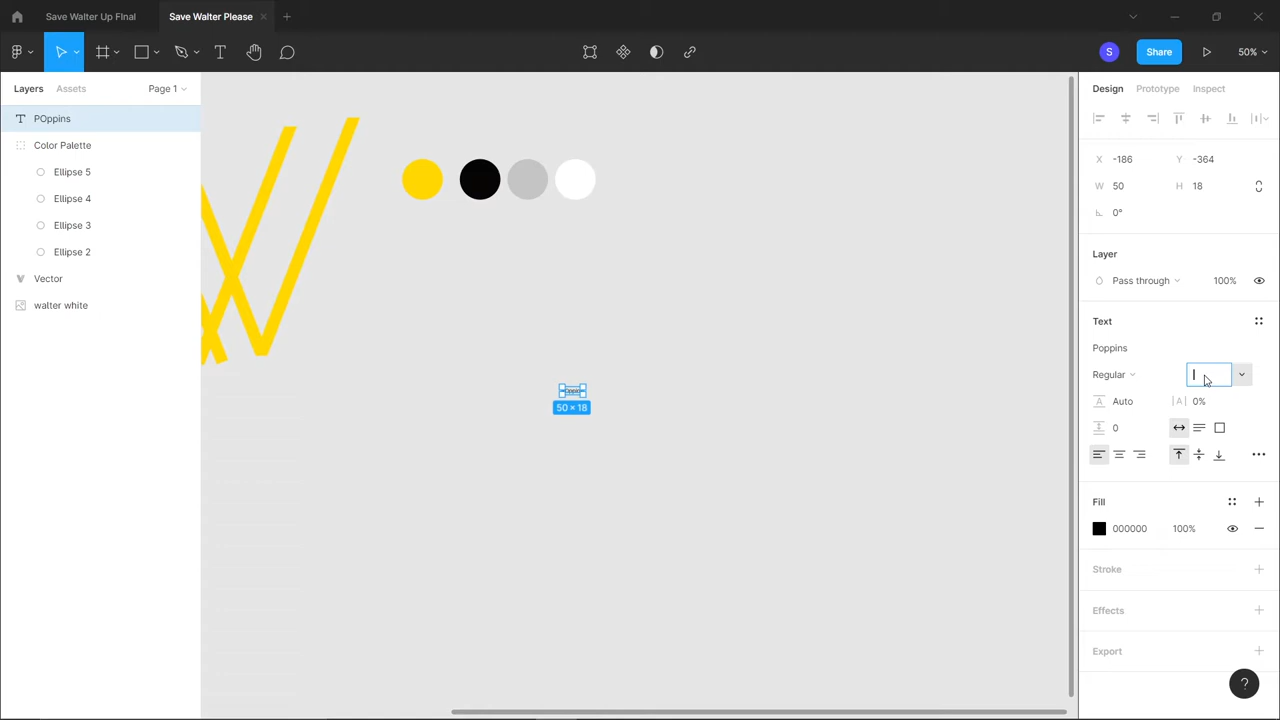 Save Walter Up FInal
Save Walter Please
S
Share
50%
Layers
Assets
Page 1
Design
Prototype
Inspect
POppins
Color Palette
Ellipse 5
Ellipse 4
Ellipse 3
Ellipse 2
Vector
walter white
50 × 18
X -186
Y -364
W 50
H 18
0°
Layer
Pass through
100%
Text
Poppins
Regular
Auto
0%
0
Fill
000000
100%
Stroke
Effects
Export
?